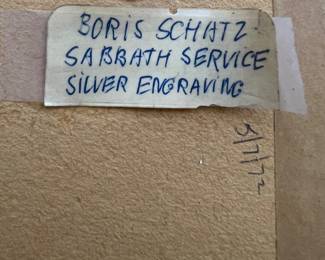 BORIS SCHATZ
SABBATH SERVICE
SILVER ENGRAVING
5/7/72